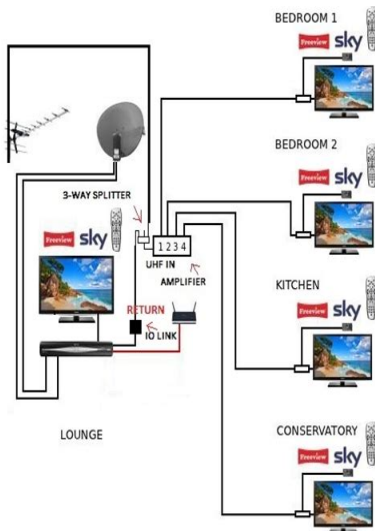 BEDROOM 1
Freeview sky
BEDROOM 2
Freeview sky
3-WAY SPLITTER
Freeview sky
1 2 3 4
UHF IN
AMPLIFIER
KITCHEN
Freeview sky
RETURN
IO LINK
LOUNGE
CONSERVATORY
Freeview sky